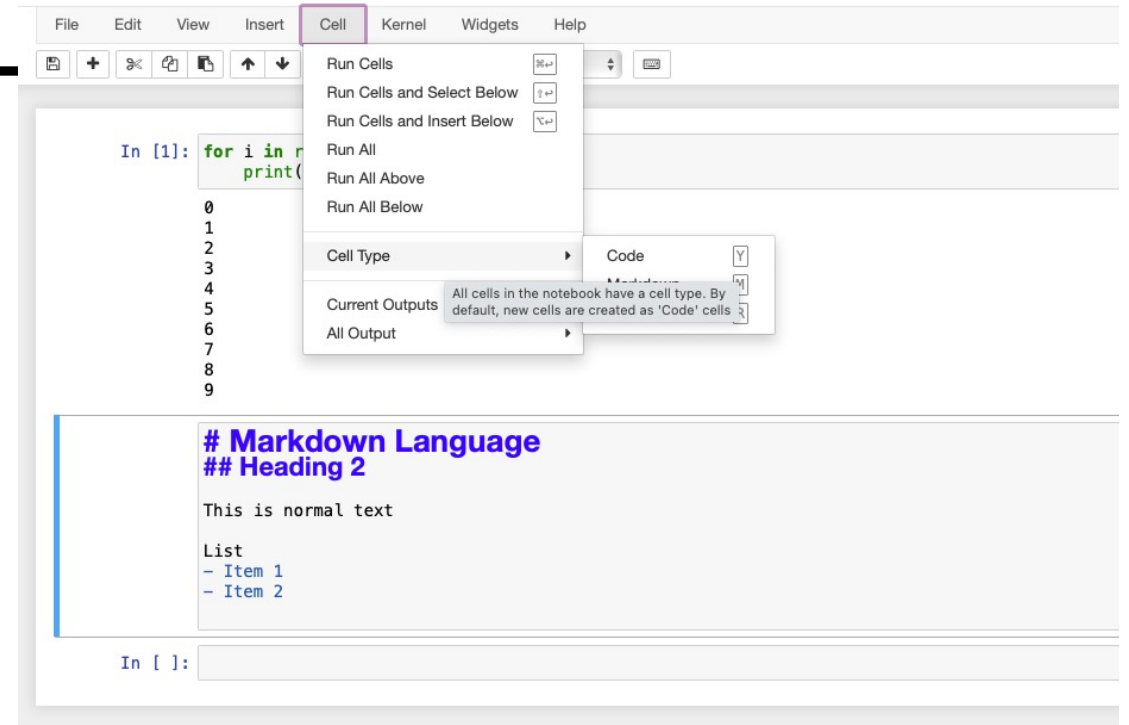 File Edit View Insert Cell Kernel Widgets Help
Run Cells ⌘↩
Run Cells and Select Below ⇧↩
Run Cells and Insert Below ⌥↩
Run All
Run All Above
Run All Below
Cell Type
Code Y
M
R
All cells in the notebook have a cell type. By
default, new cells are created as 'Code' cells
Current Outputs
All Output
In [1]: for i in r
print(
0
1
2
3
4
5
6
7
8
9
# Markdown Language
## Heading 2
This is normal text
List
- Item 1
- Item 2
In [ ]: